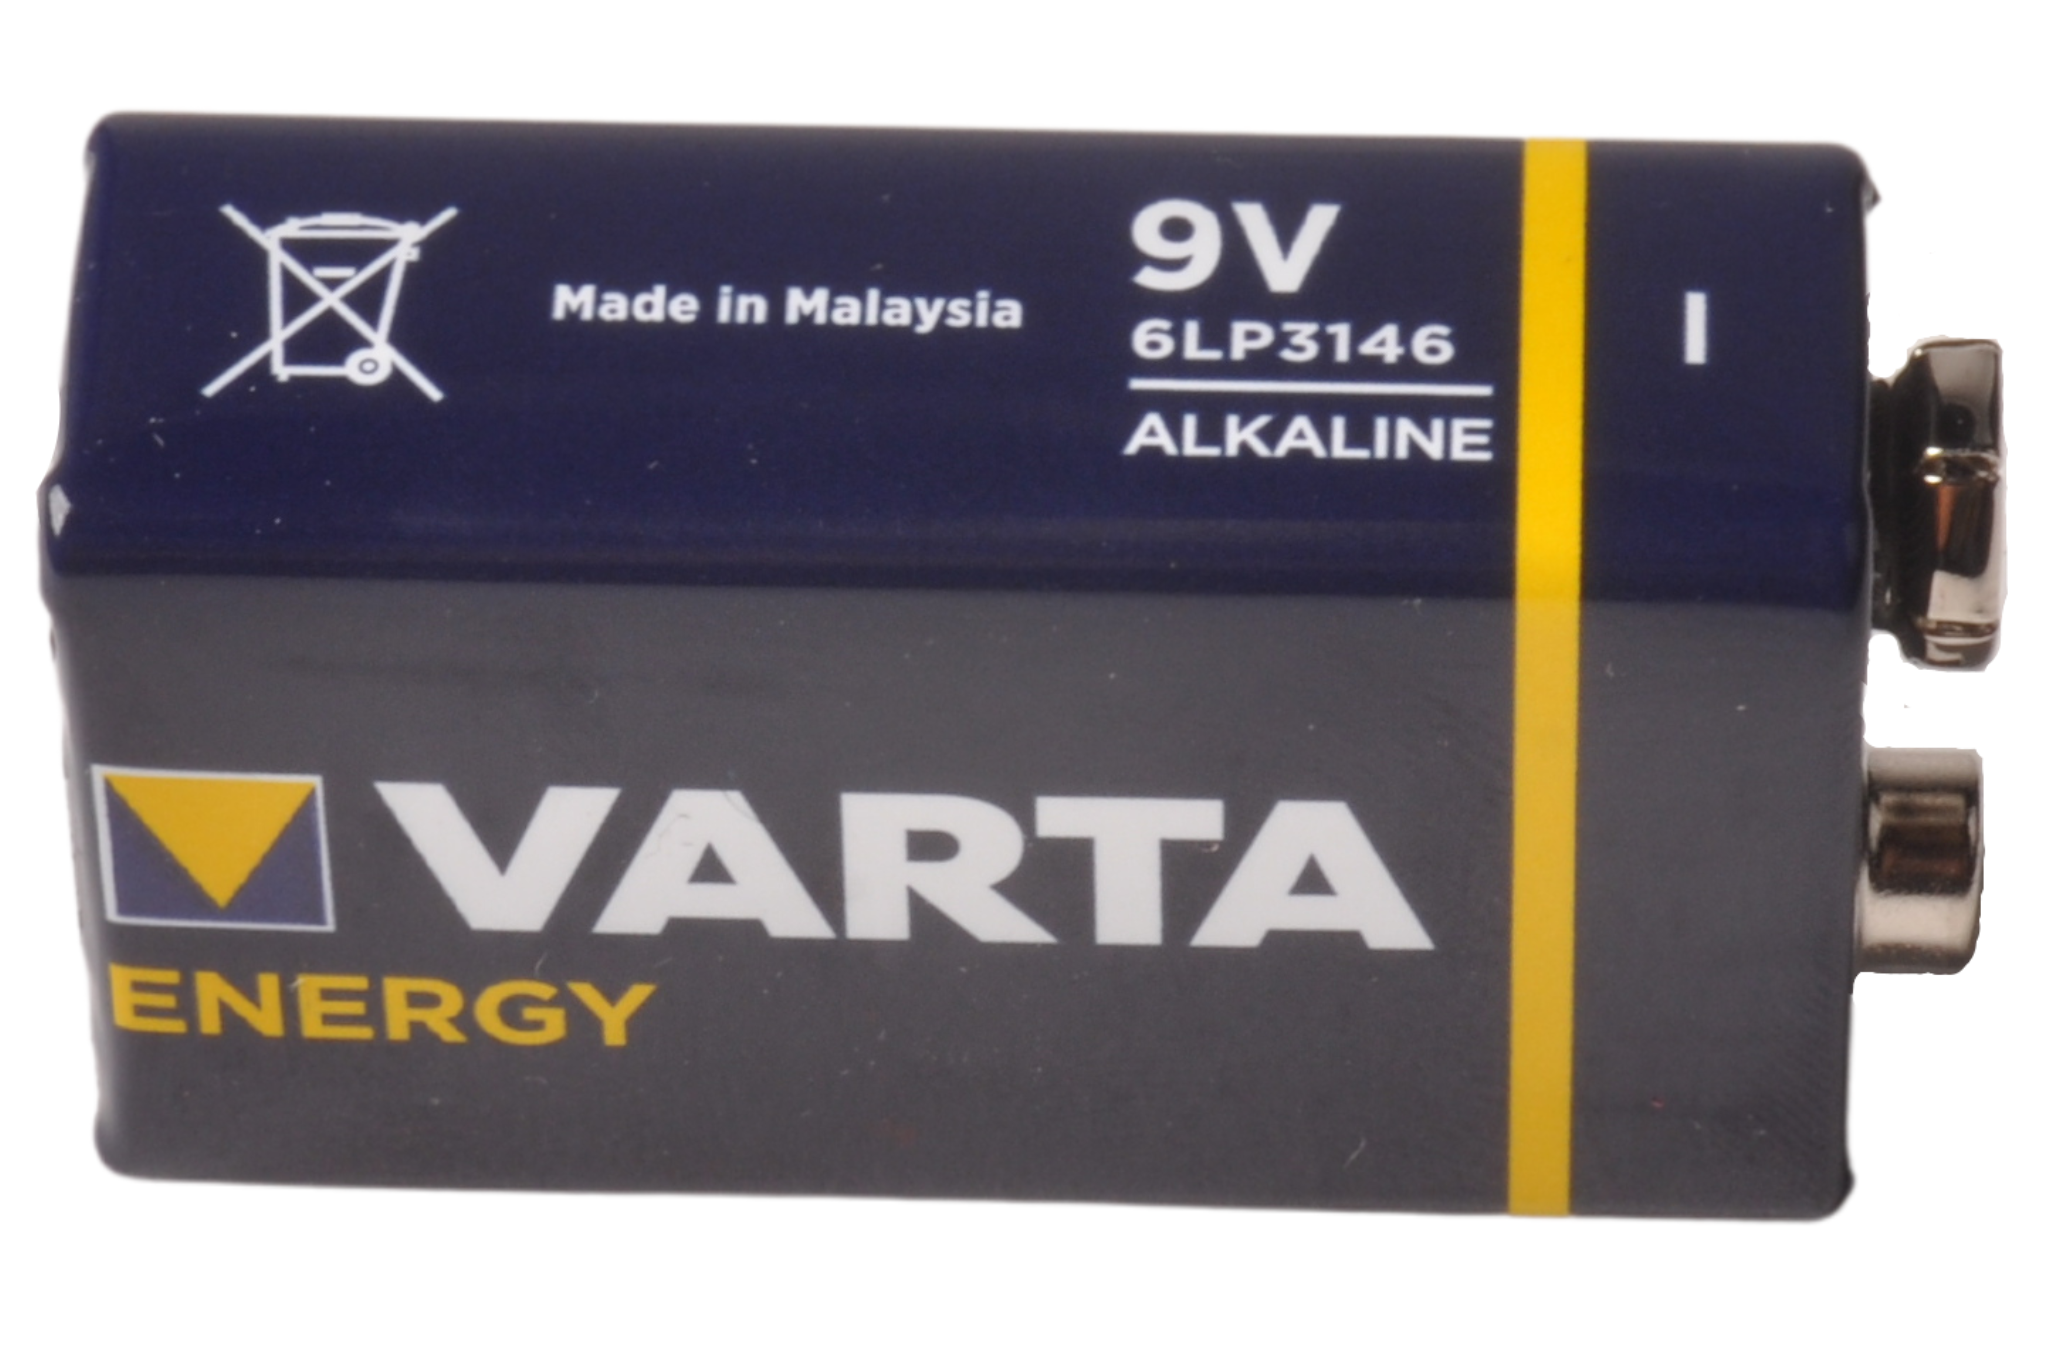 Made in Malaysia
9V
6LP3146
ALKALINE
–
VARTA
ENERGY